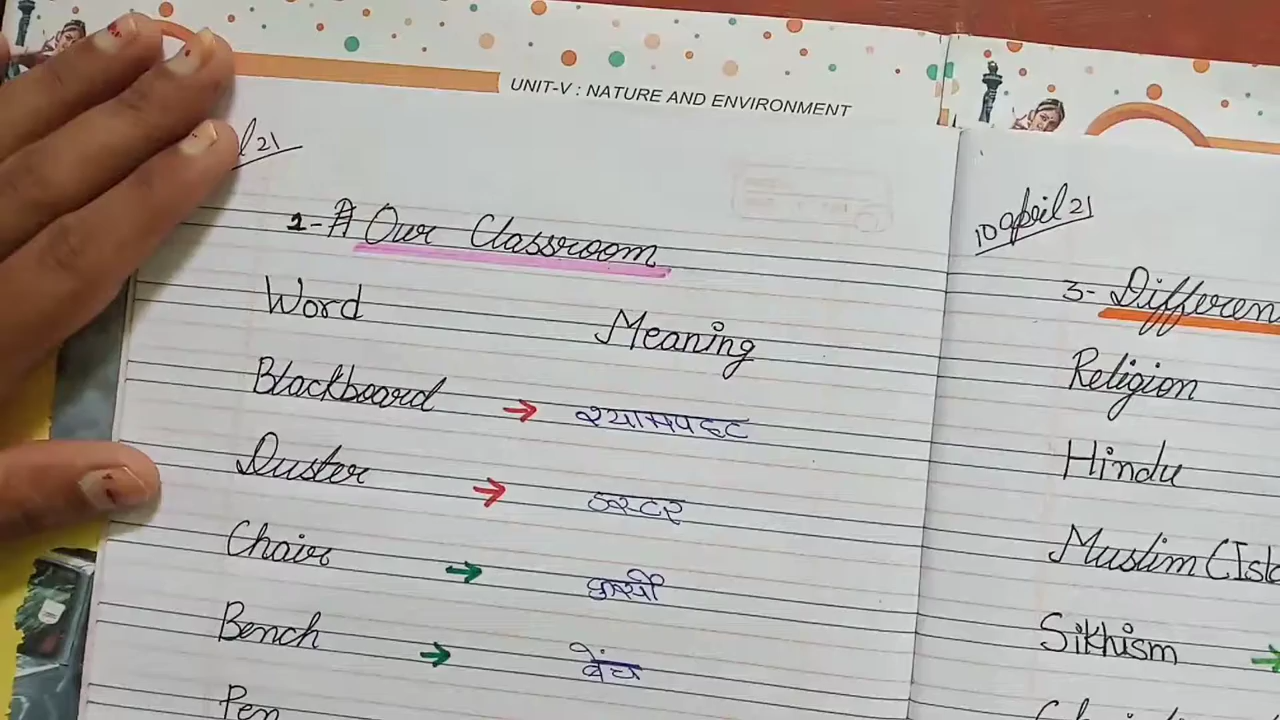 UNIT-V : NATURE AND ENVIRONMENT
l 21
2- Our Classroom
Word Meaning
Blackboard → श्यामपट्ट
Duster → डस्टर
Chair → कुर्सी
Bench → बेंच
Pen
10 April 21
3- Differen
Religion
Hindu
Muslim (Isl
Sikhism →